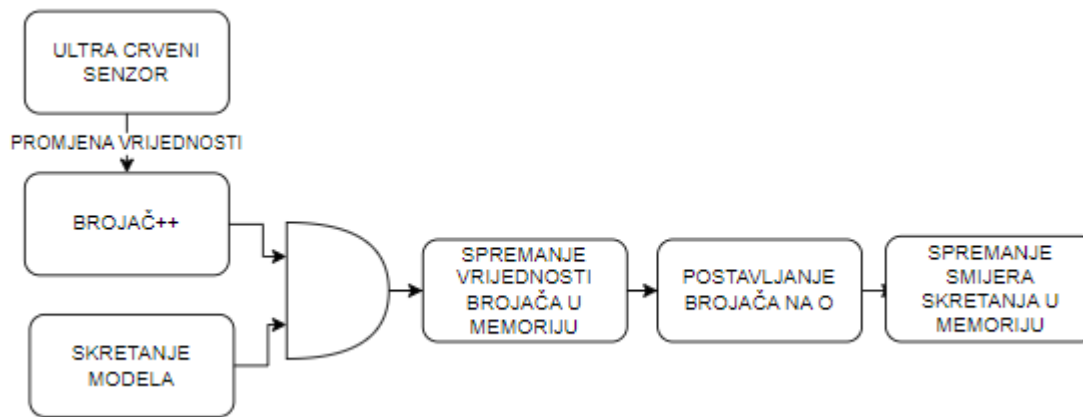 ULTRA CRVENI
SENZOR
PROMJENA VRIJEDNOSTI
BROJAČ++
SKRETANJE
MODELA
SPREMANJE
VRIJEDNOSTI
BROJAČA U
MEMORIJU
POSTAVLJANJE
BROJAČA NA O
SPREMANJE
SMIJERA
SKRETANJA U
MEMORIJU